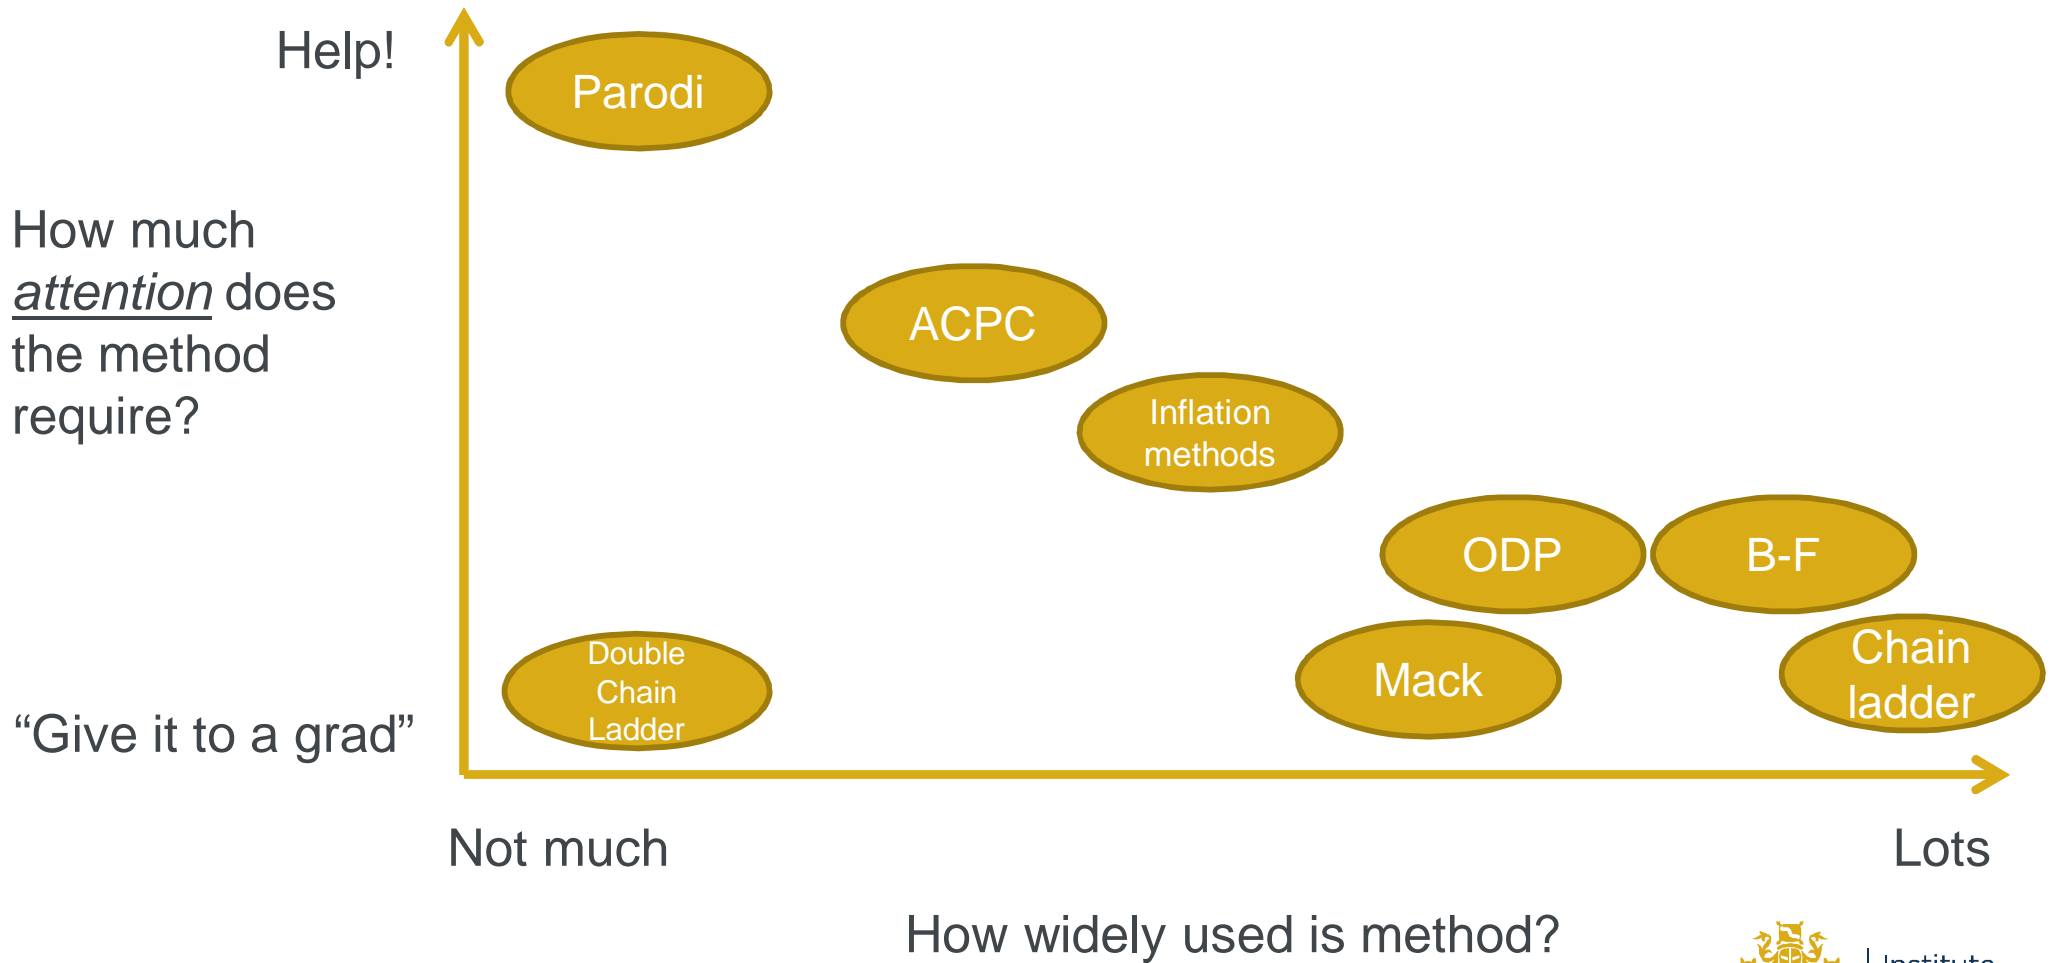 Help!
Parodi
How much
attention does
the method
require?
ACPC
Inflation
methods
ODP
B-F
Double
Chain
Ladder
Mack
Chain
ladder
“Give it to a grad”
Not much
Lots
How widely used is method?
Institute